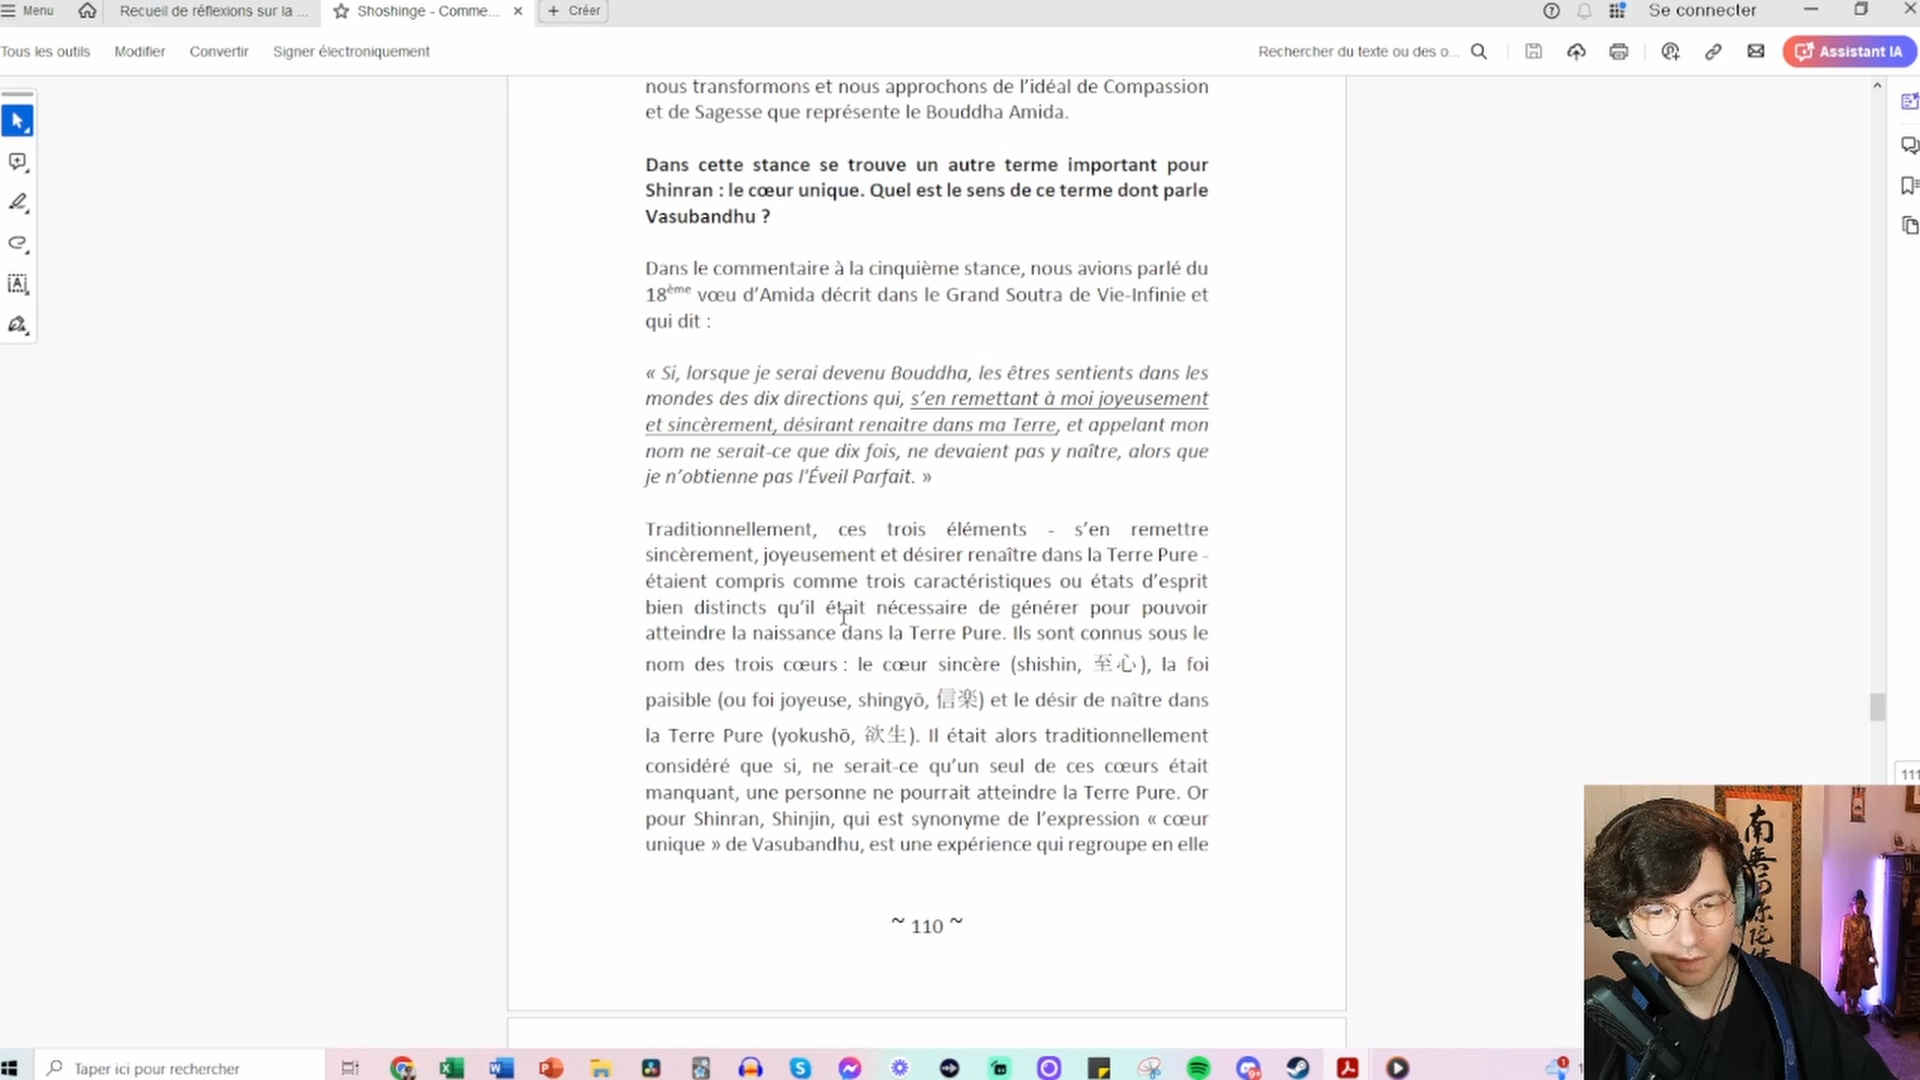 Menu
Recueil de réflexions sur la ...
Shoshinge - Comme...
Créer
Se connecter
Tous les outils
Modifier
Convertir
Signer électroniquement
Rechercher du texte ou des o...
Assistant IA
nous transformons et nous approchons de l'idéal de Compassion
et de Sagesse que représente le Bouddha Amida.
Dans cette stance se trouve un autre terme important pour
Shinran : le cœur unique. Quel est le sens de ce terme dont parle
Vasubandhu ?
Dans le commentaire à la cinquième stance, nous avions parlé du
18ème vœu d'Amida décrit dans le Grand Soutra de Vie-Infinie et
qui dit :
« Si, lorsque je serai devenu Bouddha, les êtres sentients dans les
mondes des dix directions qui, s'en remettant à moi joyeusement
et sincèrement, désirant renaitre dans ma Terre, et appelant mon
nom ne serait-ce que dix fois, ne devaient pas y naître, alors que
je n'obtienne pas l'Éveil Parfait. »
Traditionnellement, ces trois éléments - s'en remettre
sincèrement, joyeusement et désirer renaître dans la Terre Pure -
étaient compris comme trois caractéristiques ou états d'esprit
bien distincts qu'il était nécessaire de générer pour pouvoir
atteindre la naissance dans la Terre Pure. Ils sont connus sous le
nom des trois cœurs : le cœur sincère (shishin, 至心), la foi
paisible (ou foi joyeuse, shingyō, 信楽) et le désir de naître dans
la Terre Pure (yokushō, 欲生). Il était alors traditionnellement
considéré que si, ne serait-ce qu'un seul de ces cœurs était
manquant, une personne ne pourrait atteindre la Terre Pure. Or
pour Shinran, Shinjin, qui est synonyme de l'expression « cœur
unique » de Vasubandhu, est une expérience qui regroupe en elle
~ 110 ~
111
南無
Taper ici pour rechercher